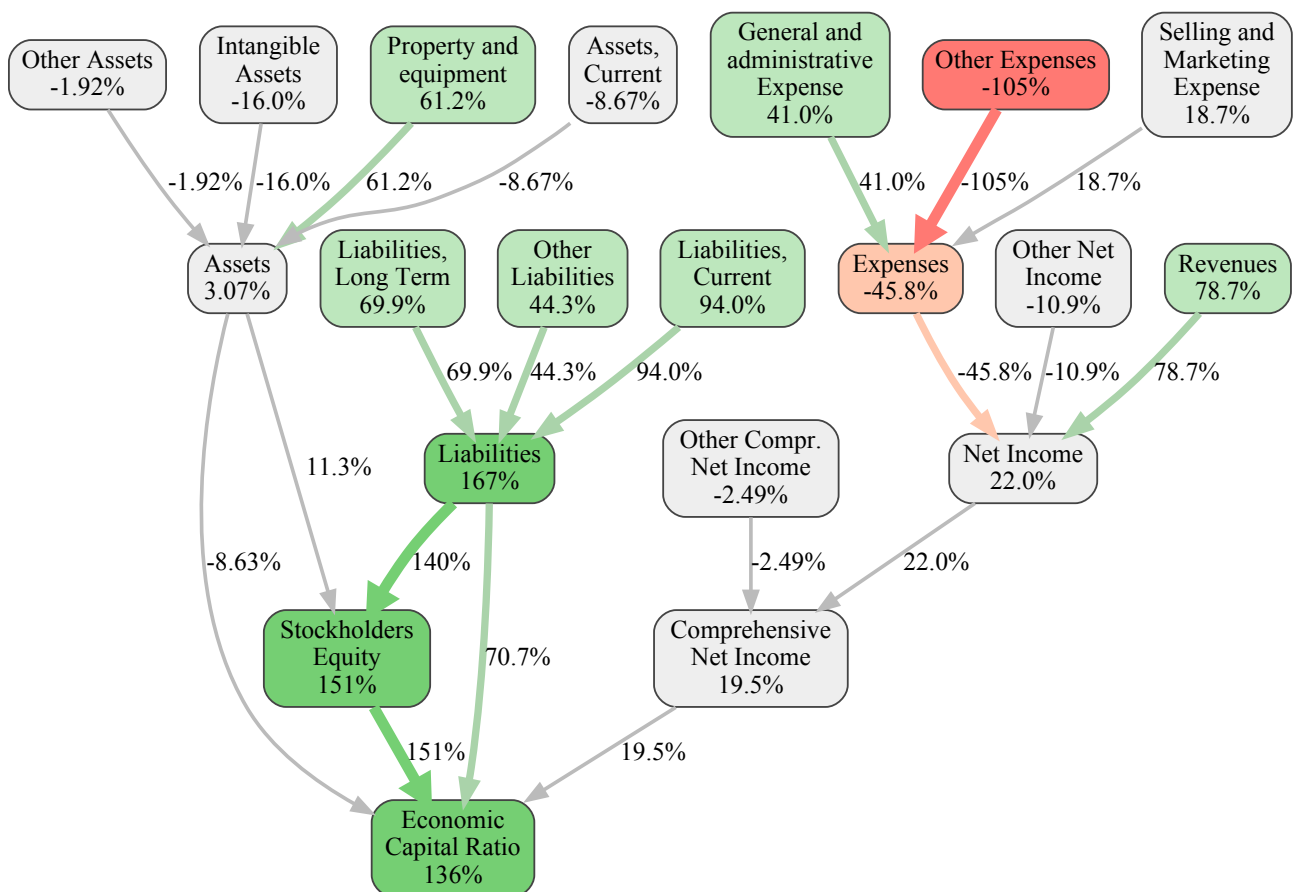 Other Assets
-1.92%
Intangible
Assets
-16.0%
Property and
equipment
61.2%
Assets,
Current
-8.67%
General and
administrative
Expense
41.0%
Other Expenses
-105%
Selling and
Marketing
Expense
18.7%
-1.92%
-16.0%
61.2%
-8.67%
41.0%
-105%
18.7%
Assets
3.07%
Liabilities,
Long Term
69.9%
Other
Liabilities
44.3%
Liabilities,
Current
94.0%
Expenses
-45.8%
Other Net
Income
-10.9%
Revenues
78.7%
69.9%
44.3%
94.0%
-45.8%
-10.9%
78.7%
11.3%
Liabilities
167%
Other Compr.
Net Income
-2.49%
Net Income
22.0%
-8.63%
140%
-2.49%
22.0%
Stockholders
Equity
151%
70.7%
Comprehensive
Net Income
19.5%
151%
19.5%
Economic
Capital Ratio
136%